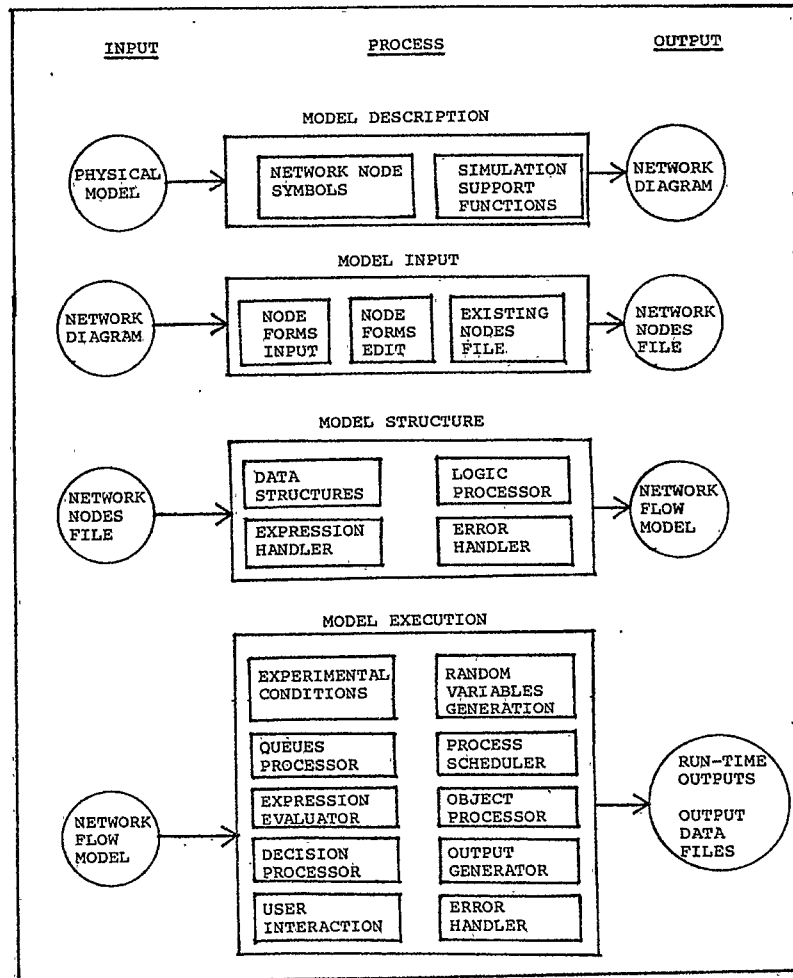 INPUT PROCESS OUTPUT
MODEL DESCRIPTION
PHYSICAL
MODEL
NETWORK NODE
SYMBOLS
SIMULATION
SUPPORT
FUNCTIONS
NETWORK
DIAGRAM
MODEL INPUT
NETWORK
DIAGRAM
NODE
FORMS
INPUT
NODE
FORMS
EDIT
EXISTING
NODES
FILE
NETWORK
NODES
FILE
MODEL STRUCTURE
NETWORK
NODES
FILE
DATA
STRUCTURES
LOGIC
PROCESSOR
EXPRESSION
HANDLER
ERROR
HANDLER
NETWORK
FLOW
MODEL
MODEL EXECUTION
NETWORK
FLOW
MODEL
EXPERIMENTAL
CONDITIONS
RANDOM
VARIABLES
GENERATION
QUEUES
PROCESSOR
PROCESS
SCHEDULER
EXPRESSION
EVALUATOR
OBJECT
PROCESSOR
DECISION
PROCESSOR
OUTPUT
GENERATOR
USER
INTERACTION
ERROR
HANDLER
RUN-TIME
OUTPUTS
OUTPUT
DATA
FILES